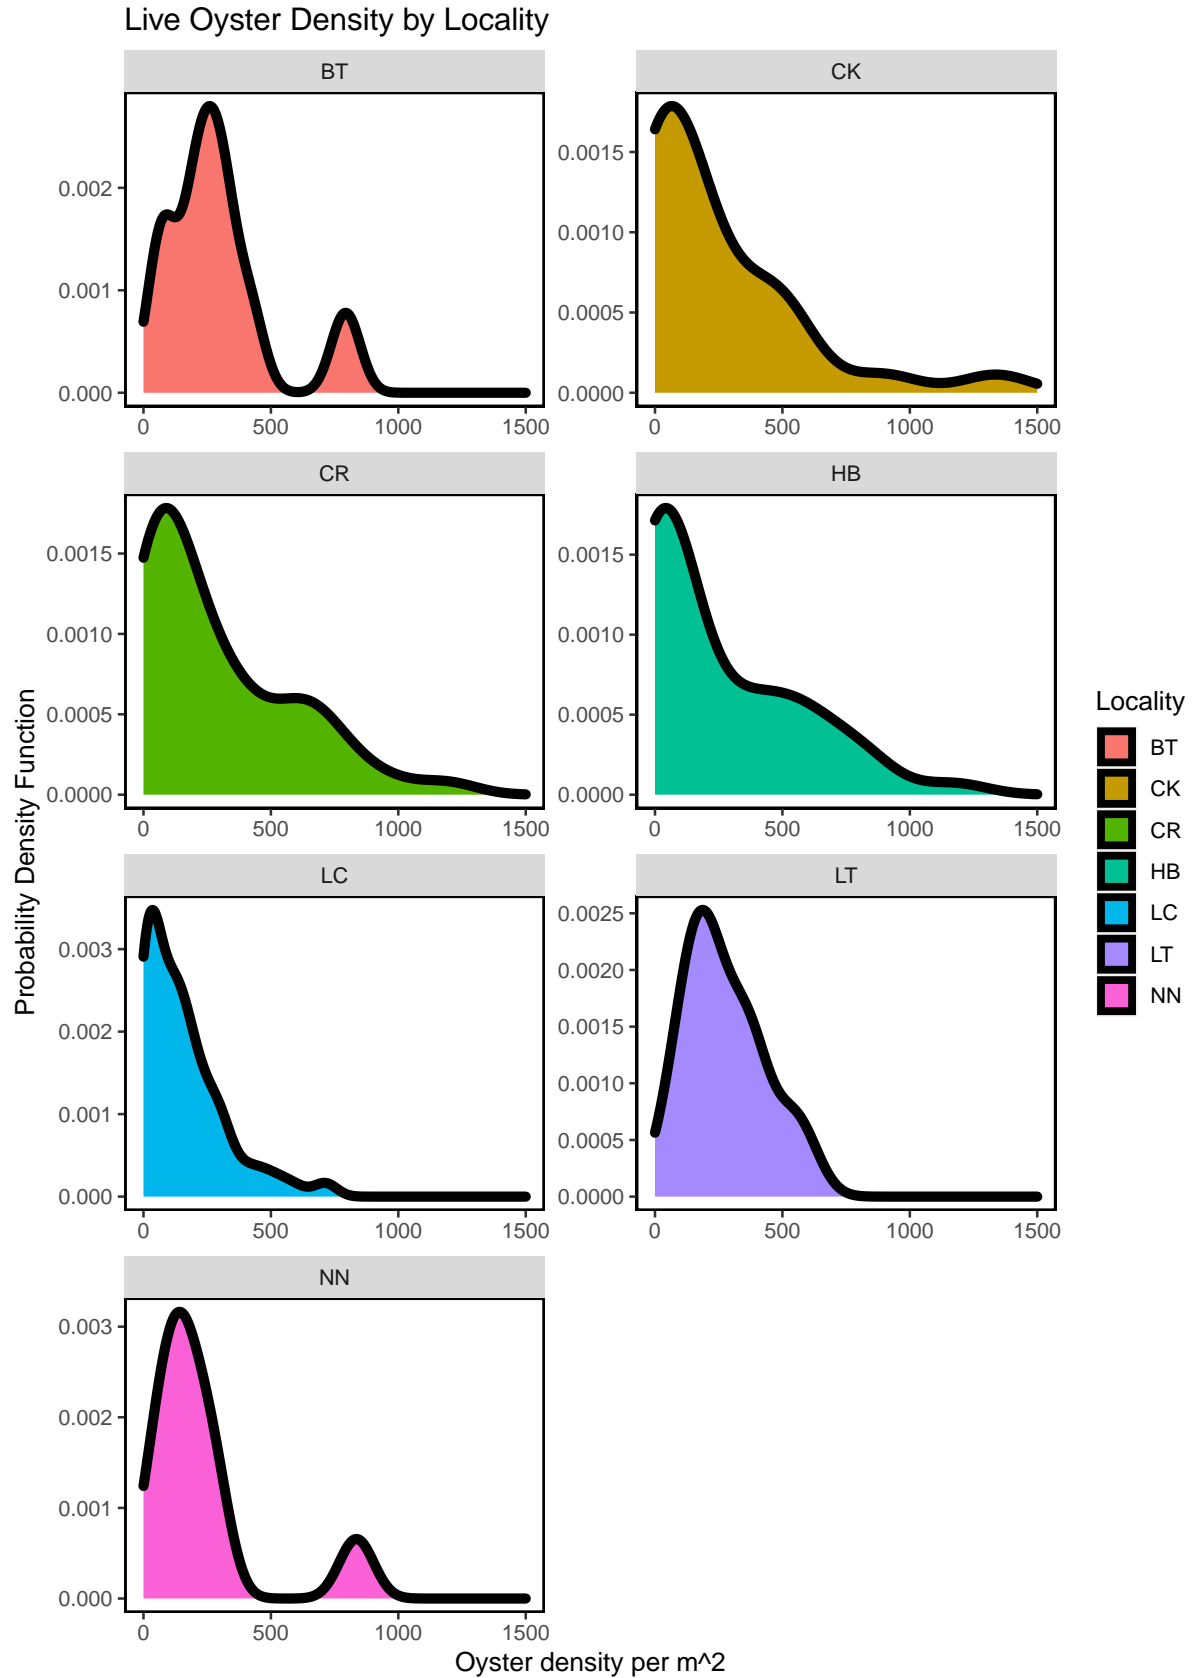 Live Oyster Density by Locality
BT
CK
0.002
0.001
0.000
0.0015
0.0010
0.0005
0.0000
0 500 1000 1500
0 500 1000 1500
CR
HB
0.0015
0.0010
0.0005
0.0000
0.0015
0.0010
0.0005
0.0000
0 500 1000 1500
0 500 1000 1500
LC
LT
0.003
0.002
0.001
0.000
0.0025
0.0020
0.0015
0.0010
0.0005
0.0000
0 500 1000 1500
0 500 1000 1500
NN
0.003
0.002
0.001
0.000
0 500 1000 1500
Oyster density per m^2
Probability Density Function
Locality
BT
CK
CR
HB
LC
LT
NN